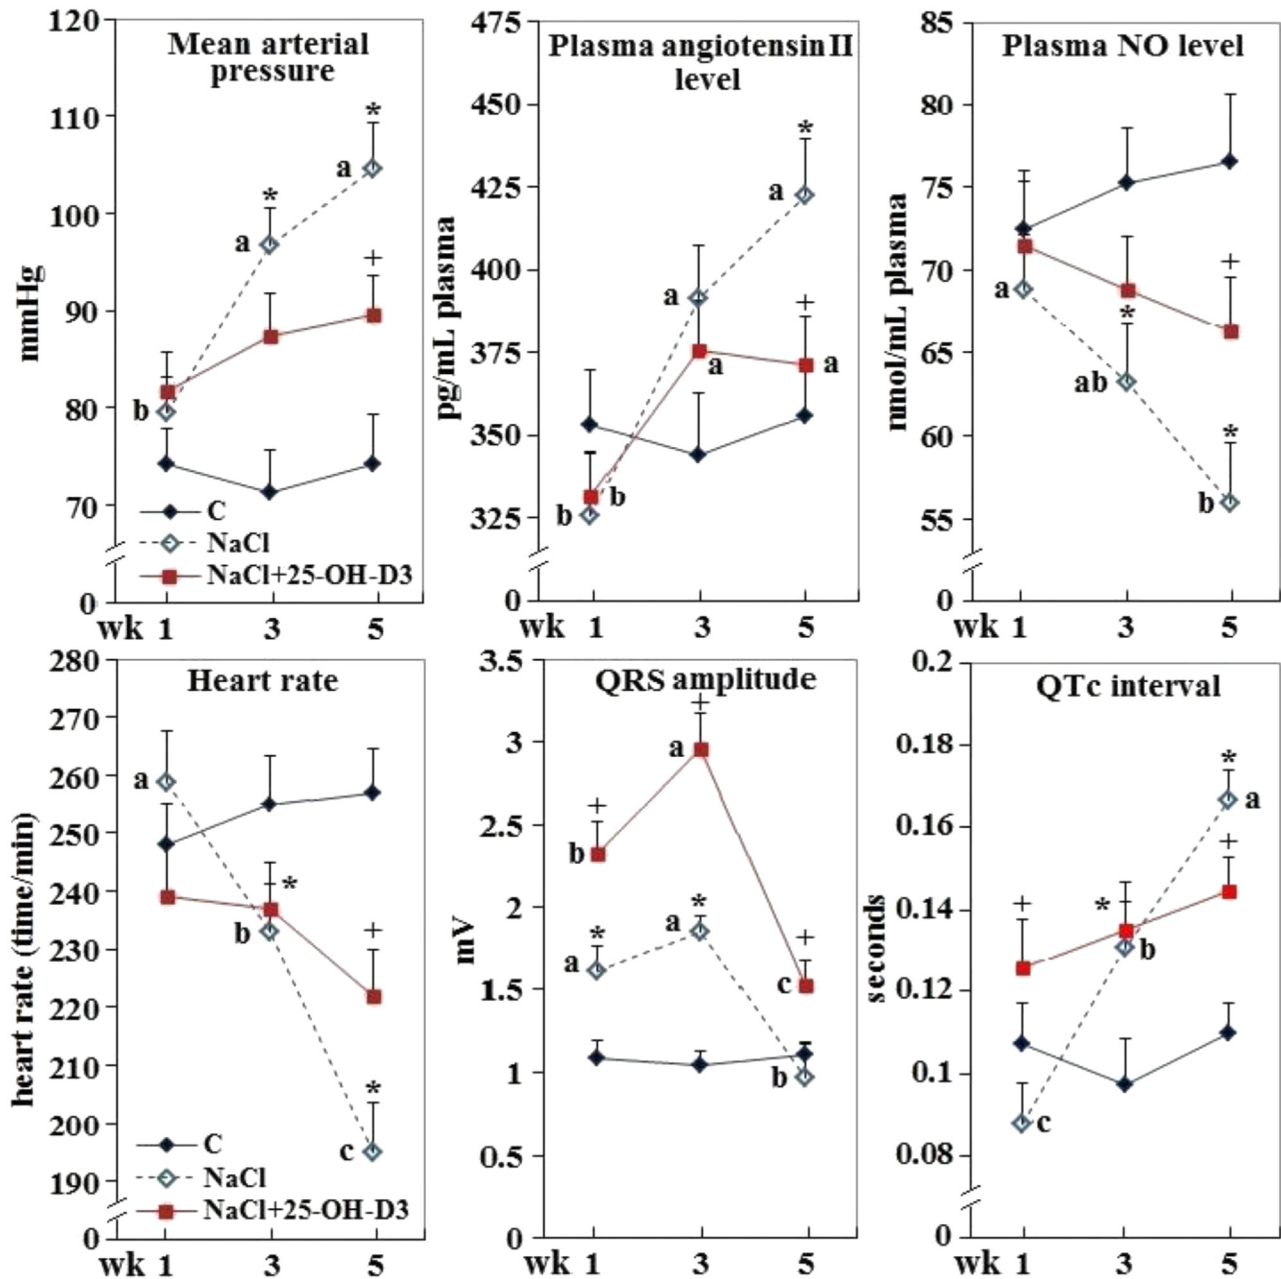 Mean arterial
pressure
mmHg
120
110
100
90
80
70
0
b
a
*
a
*
+
C
NaCl
NaCl+25-OH-D3
wk 1 3 5
Plasma angiotensin II
level
pg/mL plasma
475
450
425
400
375
350
325
0
b
b
a
a
a
*
+
a
wk 1 3 5
Plasma NO level
nmol/mL plasma
85
80
75
70
65
60
55
0
a
*
ab
+
*
b
wk 1 3 5
Heart rate
heart rate (time/min)
280
270
260
250
240
230
220
210
200
190
0
a
*
b
+
*
c
C
NaCl
NaCl+25-OH-D3
wk 1 3 5
QRS amplitude
mV
3.5
3
2.5
2
1.5
1
0.5
0
+
b
*
a
+
a
*
a
+
c
b
wk 1 3 5
QTc interval
seconds
0.2
0.18
0.16
0.14
0.12
0.1
0.08
0
+
c
*
b
*
a
+
wk 1 3 5